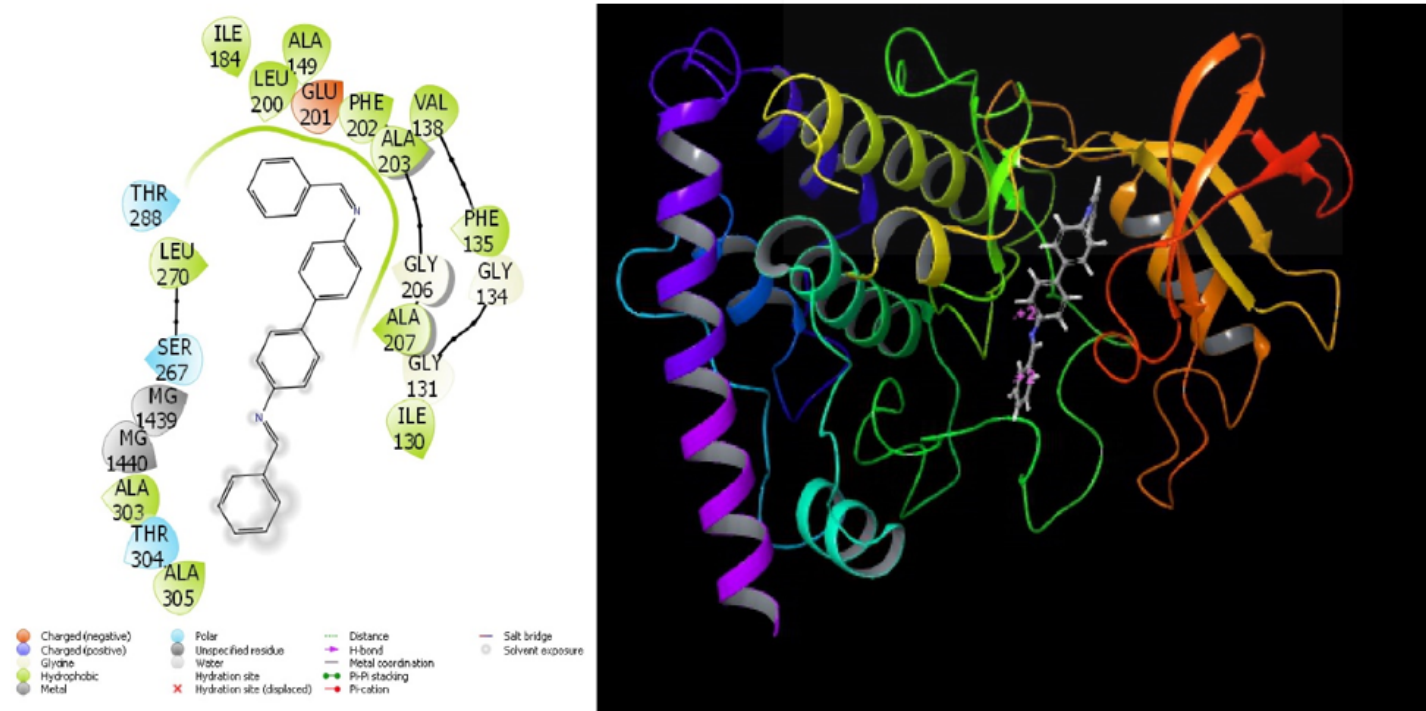 ILE
184
ALA
149
LEU
200
GLU
201
PHE
202
VAL
138
ALA
203
THR
288
N
PHE
135
LEU
270
GLY
206
GLY
134
ALA
207
SER
267
GLY
131
MG
1439
N
ILE
130
MG
1440
ALA
303
THR
304
ALA
305
Charged (negative)
Charged (positive)
Glycine
Hydrophobic
Metal
Polar
Unspecified residue
Water
Hydration site
Hydration site (displaced)
Distance
H-bond
Metal coordination
Pi-Pi stacking
Pi-cation
Salt bridge
Solvent exposure
+2